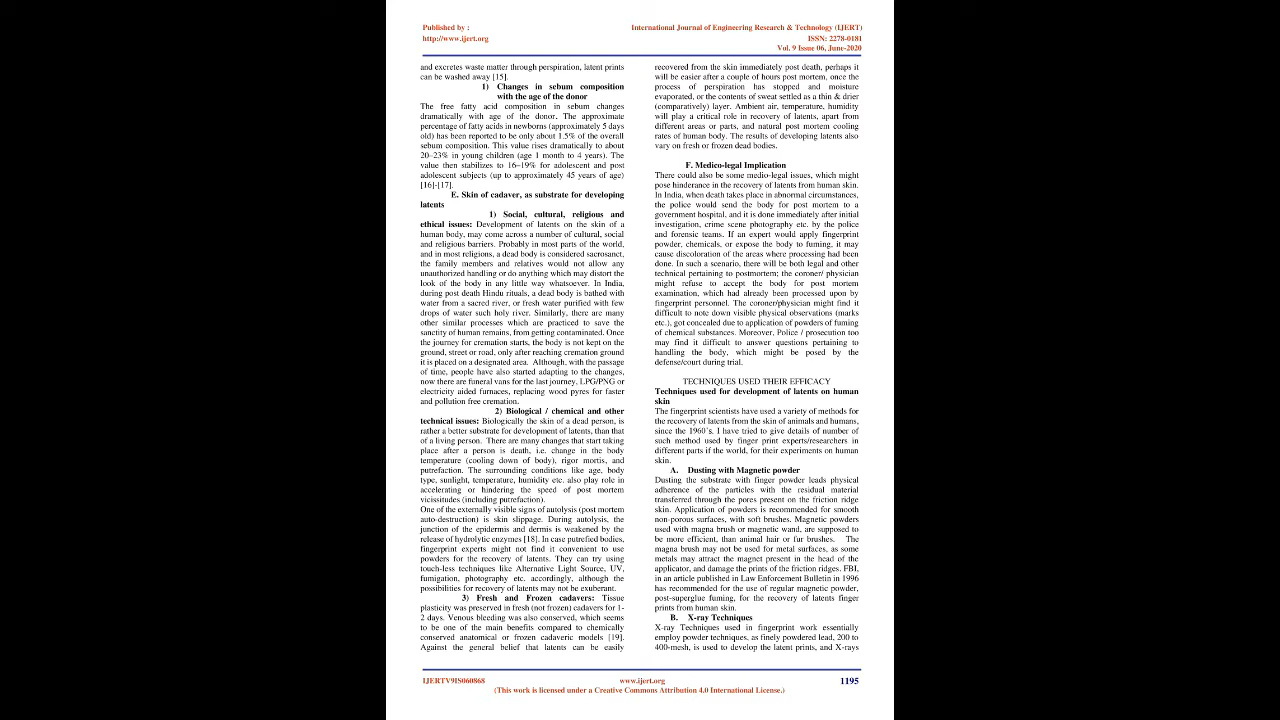 Published by :
http://www.ijert.org
International Journal of Engineering Research & Technology (IJERT)
ISSN: 2278-0181
Vol. 9 Issue 06, June-2020
and excretes waste matter through perspiration, latent prints
can be washed away [15].
1) Changes in sebum composition
with the age of the donor
The free fatty acid composition in sebum changes
dramatically with age of the donor. The approximate
percentage of fatty acids in newborns (approximately 5 days
old) has been reported to be only about 1.5% of the overall
sebum composition. This value rises dramatically to about
20–23% in young children (age 1 month to 4 years). The
value then stabilizes to 16–19% for adolescent and post
adolescent subjects (up to approximately 45 years of age)
[16]-[17].
E. Skin of cadaver, as substrate for developing
latents
1) Social, cultural, religious and
ethical issues: Development of latents on the skin of a
human body, may come across a number of cultural, social
and religious barriers. Probably in most parts of the world,
and in most religions, a dead body is considered sacrosanct,
the family members and relatives would not allow any
unauthorized handling or do anything which may distort the
look of the body in any little way whatsoever. In India,
during post death Hindu rituals, a dead body is bathed with
water from a sacred river, or fresh water purified with few
drops of water such holy river. Similarly, there are many
other similar processes which are practiced to save the
sanctity of human remains, from getting contaminated. Once
the journey for cremation starts, the body is not kept on the
ground, street or road, only after reaching cremation ground
it is placed on a designated area. Although, with the passage
of time, people have also started adapting to the changes,
now there are funeral vans for the last journey, LPG/PNG or
electricity aided furnaces, replacing wood pyres for faster
and pollution free cremation.
2) Biological / chemical and other
technical issues: Biologically the skin of a dead person, is
rather a better substrate for development of latents, than that
of a living person. There are many changes that start taking
place after a person is death, i.e. change in the body
temperature (cooling down of body), rigor mortis, and
putrefaction. The surrounding conditions like age, body
type, sunlight, temperature, humidity etc. also play role in
accelerating or hindering the speed of post mortem
vicissitudes (including putrefaction).
One of the externally visible signs of autolysis (post mortem
auto-destruction) is skin slippage. During autolysis, the
junction of the epidermis and dermis is weakened by the
release of hydrolytic enzymes [18]. In case putrefied bodies,
fingerprint experts might not find it convenient to use
powders for the recovery of latents. They can try using
touch-less techniques like Alternative Light Source, UV,
fumigation, photography etc. accordingly, although the
possibilities for recovery of latents may not be exuberant.
3) Fresh and Frozen cadavers: Tissue
plasticity was preserved in fresh (not frozen) cadavers for 1-
2 days. Venous bleeding was also conserved, which seems
to be one of the main benefits compared to chemically
conserved anatomical or frozen cadaveric models [19].
Against the general belief that latents can be easily
recovered from the skin immediately post death, perhaps it
will be easier after a couple of hours post mortem, once the
process of perspiration has stopped and moisture
evaporated, or the contents of sweat settled as a thin & drier
(comparatively) layer. Ambient air, temperature, humidity
will play a critical role in recovery of latents, apart from
different areas or parts, and natural post mortem cooling
rates of human body. The results of developing latents also
vary on fresh or frozen dead bodies.
F. Medico-legal Implication
There could also be some medio-legal issues, which might
pose hinderance in the recovery of latents from human skin.
In India, when death takes place in abnormal circumstances,
the police would send the body for post mortem to a
government hospital, and it is done immediately after initial
investigation, crime scene photography etc. by the police
and forensic teams. If an expert would apply fingerprint
powder, chemicals, or expose the body to fuming, it may
cause discoloration of the areas where processing had been
done. In such a scenario, there will be both legal and other
technical pertaining to postmortem; the coroner/ physician
might refuse to accept the body for post mortem
examination, which had already been processed upon by
fingerprint personnel. The coroner/physician might find it
difficult to note down visible physical observations (marks
etc.), got concealed due to application of powders of fuming
of chemical substances. Moreover, Police / prosecution too
may find it difficult to answer questions pertaining to
handling the body, which might be posed by the
defense/court during trial.
TECHNIQUES USED THEIR EFFICACY
Techniques used for development of latents on human
skin
The fingerprint scientists have used a variety of methods for
the recovery of latents from the skin of animals and humans,
since the 1960´s. I have tried to give details of number of
such method used by finger print experts/researchers in
different parts if the world, for their experiments on human
skin.
A. Dusting with Magnetic powder
Dusting the substrate with finger powder leads physical
adherence of the particles with the residual material
transferred through the pores present on the friction ridge
skin. Application of powders is recommended for smooth
non-porous surfaces, with soft brushes. Magnetic powders
used with magna brush or magnetic wand, are supposed to
be more efficient, than animal hair or fur brushes. The
magna brush may not be used for metal surfaces, as some
metals may attract the magnet present in the head of the
applicator, and damage the prints of the friction ridges. FBI,
in an article published in Law Enforcement Bulletin in 1996
has recommended for the use of regular magnetic powder,
post-superglue fuming, for the recovery of latents finger
prints from human skin.
B. X-ray Techniques
X-ray Techniques used in fingerprint work essentially
employ powder techniques, as finely powdered lead, 200 to
400-mesh, is used to develop the latent prints, and X-rays
IJERTV9IS060868
www.ijert.org
1195
(This work is licensed under a Creative Commons Attribution 4.0 International License.)